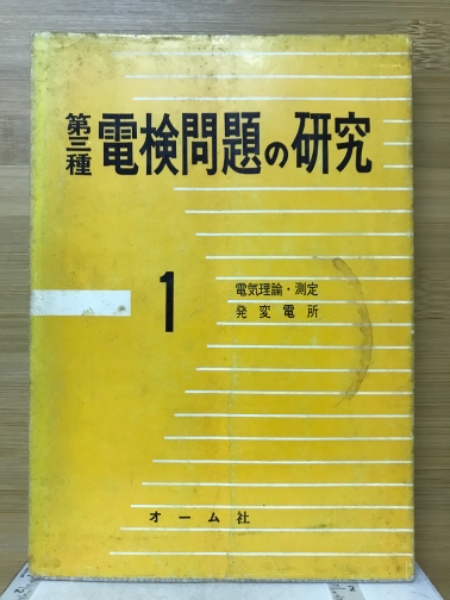 第三種
電検問題の研究
1
電気理論・測定
発変電所
オーム社